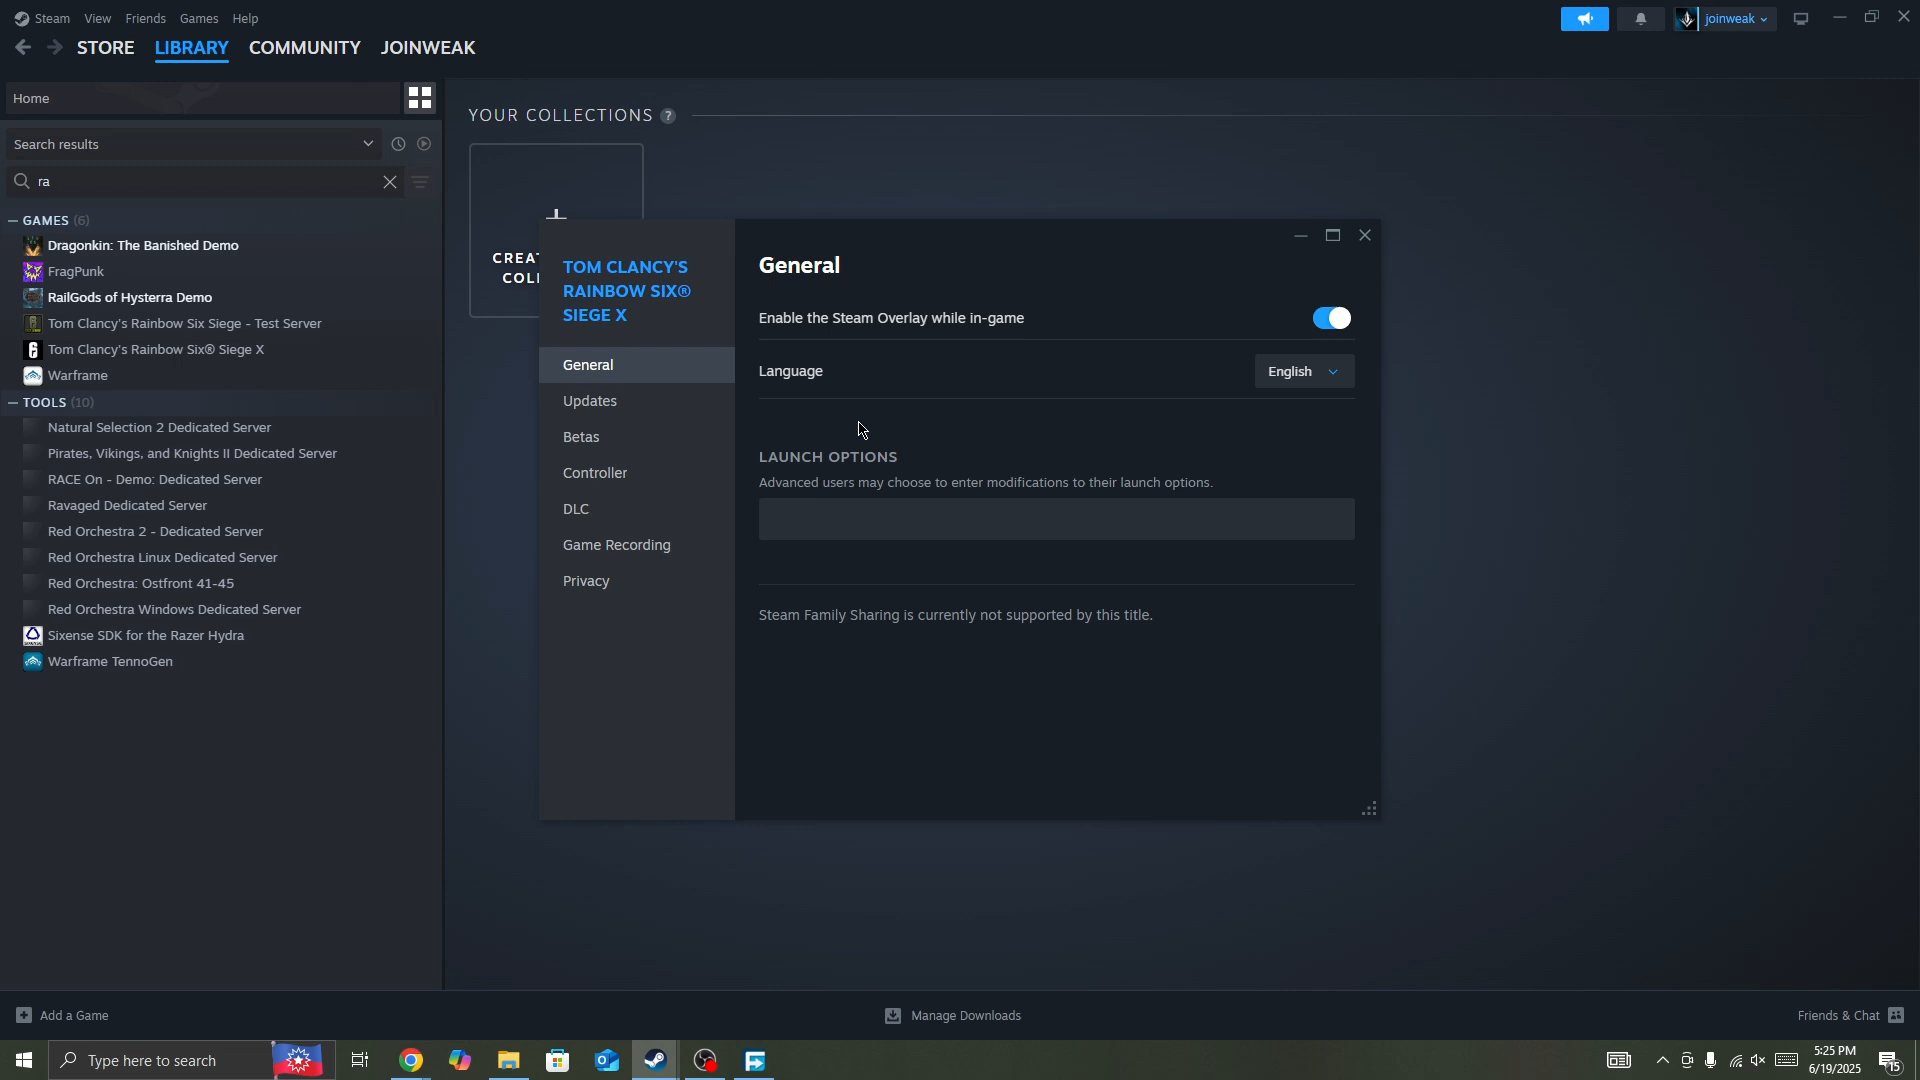 Steam View Friends Games Help
joinweak
STORE LIBRARY COMMUNITY JOINWEAK
Home
YOUR COLLECTIONS ?
Search results
ra
GAMES (6)
Dragonkin: The Banished Demo
FragPunk
RailGods of Hysterra Demo
Tom Clancy's Rainbow Six Siege - Test Server
Tom Clancy's Rainbow Six® Siege X
Warframe
TOOLS (10)
Natural Selection 2 Dedicated Server
Pirates, Vikings, and Knights II Dedicated Server
RACE On - Demo: Dedicated Server
Ravaged Dedicated Server
Red Orchestra 2 - Dedicated Server
Red Orchestra Linux Dedicated Server
Red Orchestra: Ostfront 41-45
Red Orchestra Windows Dedicated Server
Sixense SDK for the Razer Hydra
Warframe TennoGen
CREAT
COLL
TOM CLANCY'S
RAINBOW SIX®
SIEGE X
General
Updates
Betas
Controller
DLC
Game Recording
Privacy
General
Enable the Steam Overlay while in-game
Language English
LAUNCH OPTIONS
Advanced users may choose to enter modifications to their launch options.
Steam Family Sharing is currently not supported by this title.
Add a Game
Manage Downloads
Friends & Chat
Type here to search
5:25 PM
6/19/2025
15